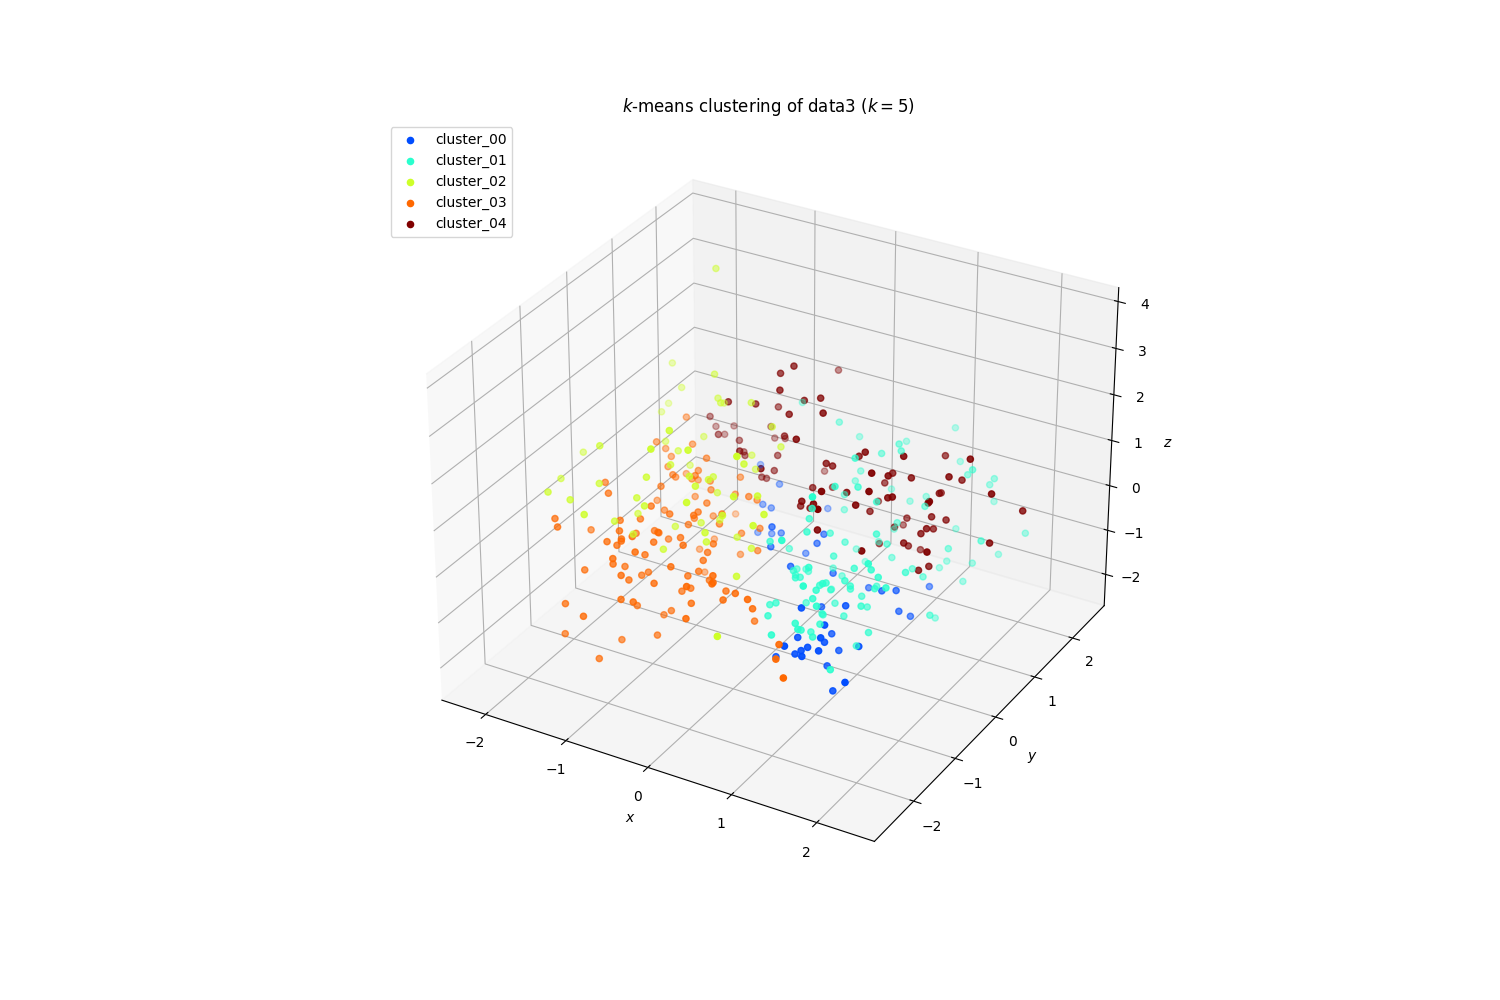 k-means clustering of data3 (k = 5)
cluster_00
cluster_01
cluster_02
cluster_03
cluster_04
4
3
2
1
0
−1
−2
z
2
1
0
−1
−2
y
−2
−1
0
1
2
x